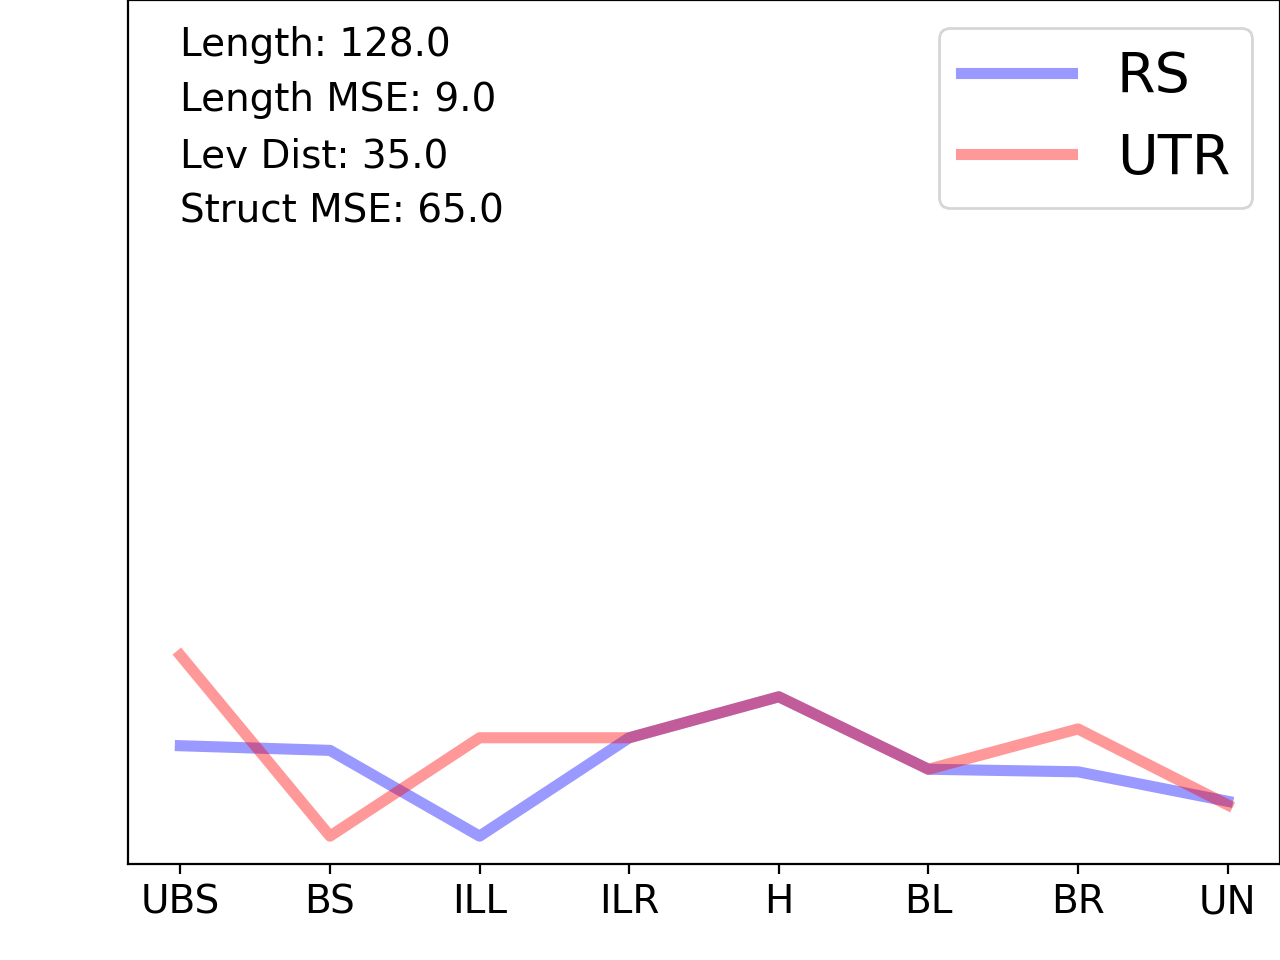 Length: 128.0
Length MSE: 9.0
Lev Dist: 35.0
Struct MSE: 65.0
RS
UTR
UBS BS ILL ILR H BL BR UN